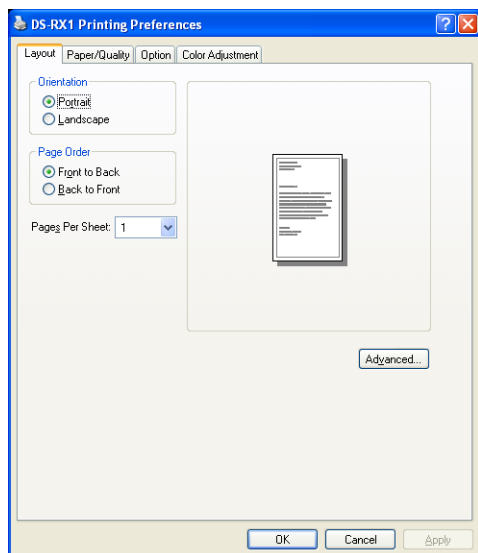 DS-RX1 Printing Preferences
Layout Paper/Quality Option Color Adjustment
Orientation
Portrait
Landscape
Page Order
Front to Back
Back to Front
Pages Per Sheet: 1
Advanced...
OK Cancel Apply